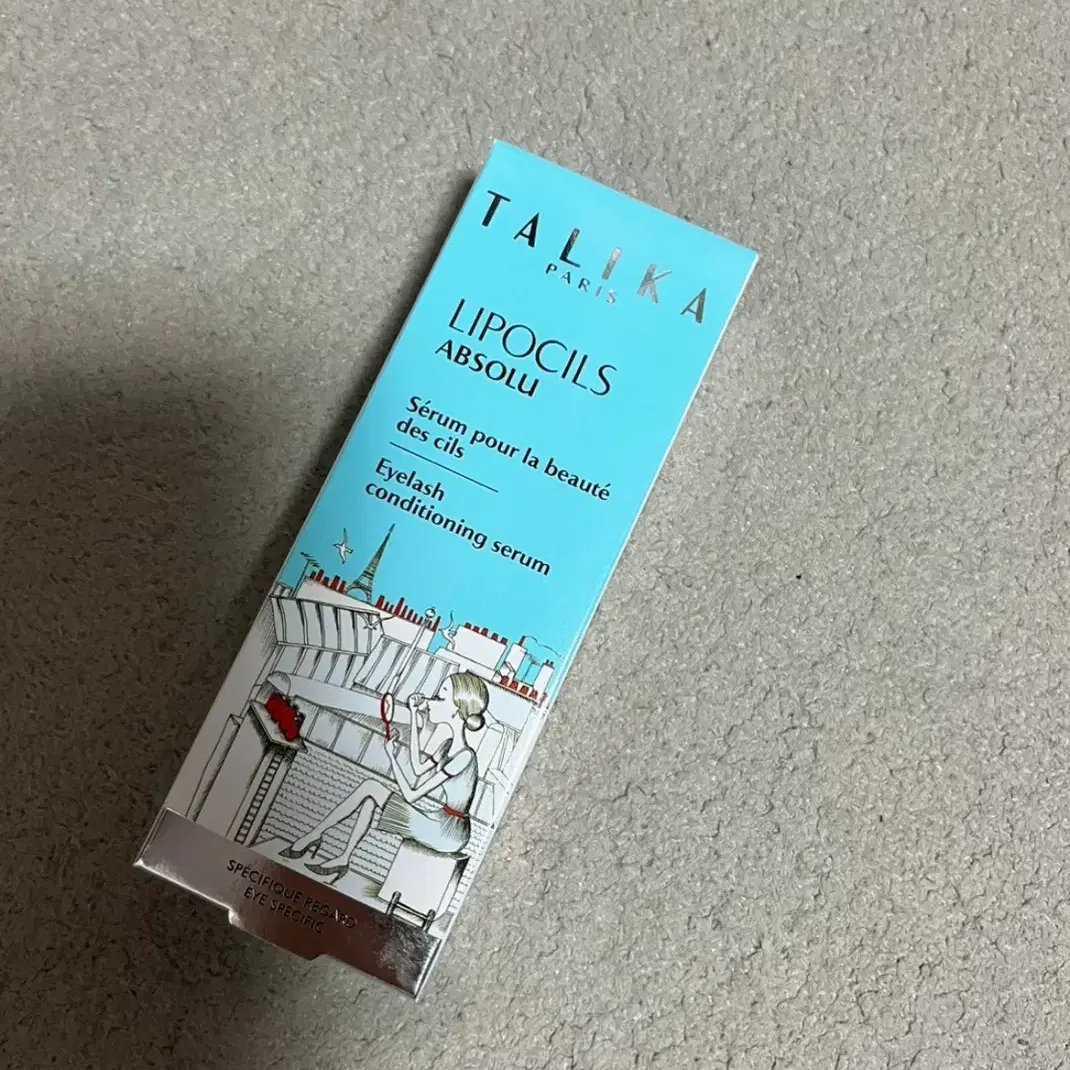 TALIKA
PARIS
LIPOCILS
ABSOLU
Sérum pour la beauté
des cils
Eyelash
conditioning serum
SPÉCIFIQUE REGARD
EYE SPECIFIC